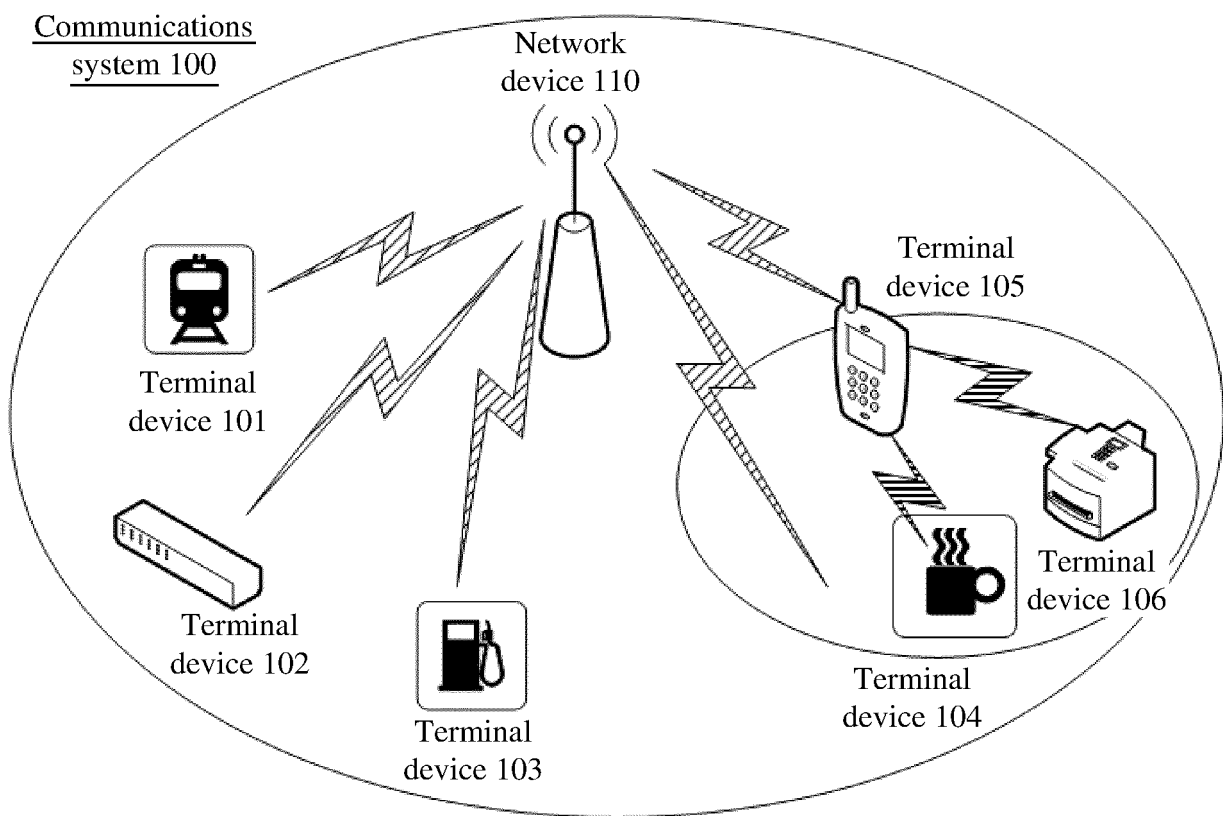 Communications
system 100
Network
device 110
Terminal
device 105
Terminal
device 101
Terminal
device 106
Terminal
device 102
Terminal
device 104
Terminal
device 103